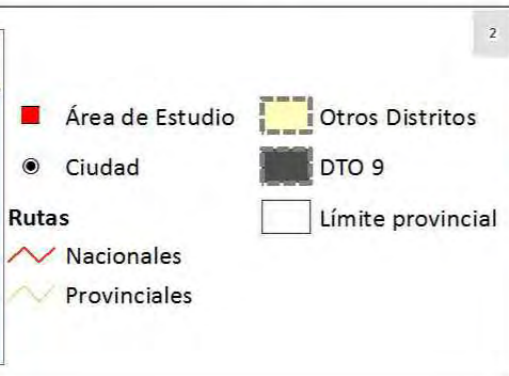 2
Área de Estudio
Ciudad
Rutas
Nacionales
Provinciales
Otros Distritos
DTO 9
Límite provincial